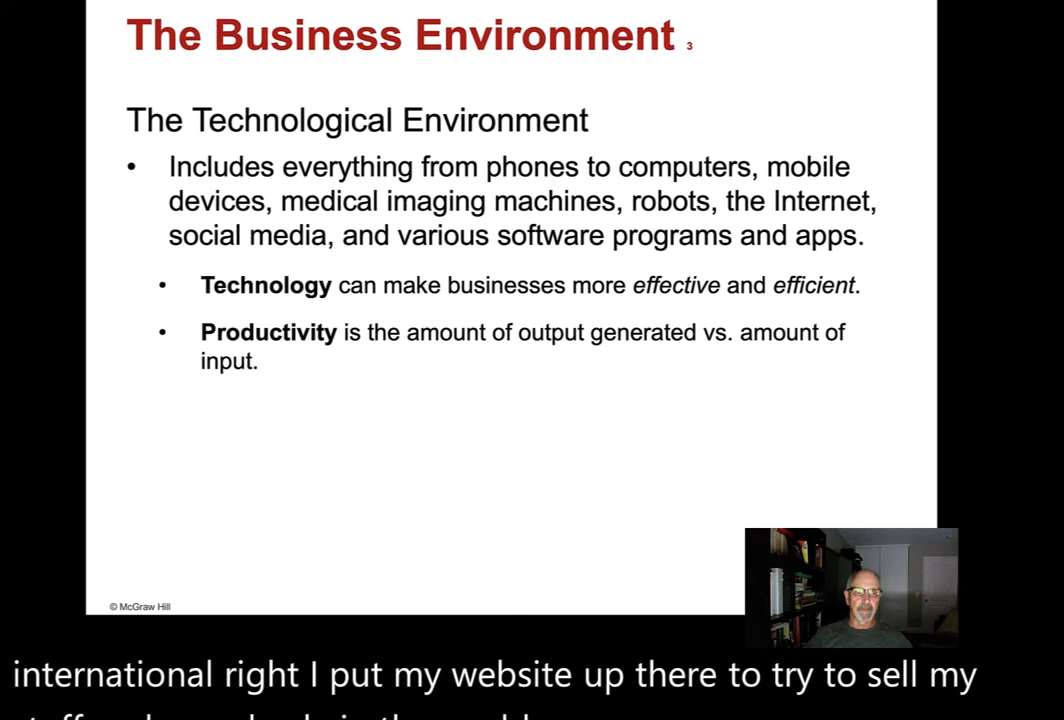 The Business Environment 3
The Technological Environment
• Includes everything from phones to computers, mobile
devices, medical imaging machines, robots, the Internet,
social media, and various software programs and apps.
• Technology can make businesses more effective and efficient.
• Productivity is the amount of output generated vs. amount of
input.
© McGraw Hill
international right I put my website up there to try to sell my